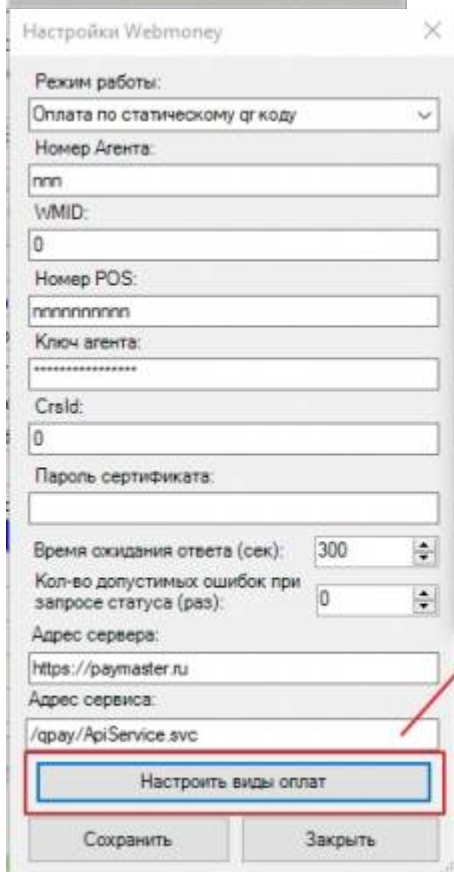 Настройки Webmoney
Режим работы:
Оплата по статическому qr коду
Номер Агента:
nnn
WMID:
0
Номер POS:
nnnnnnnnnn
Ключ агента:
****************
CrsId:
0
Пароль сертификата:
Время ожидания ответа (сек): 300
Кол-во допустимых ошибок при
запросе статуса (раз): 0
Адрес сервера:
https://paymaster.ru
Адрес сервиса:
/qpay/ApiService.svc
Настроить виды оплат
Сохранить Закрыть